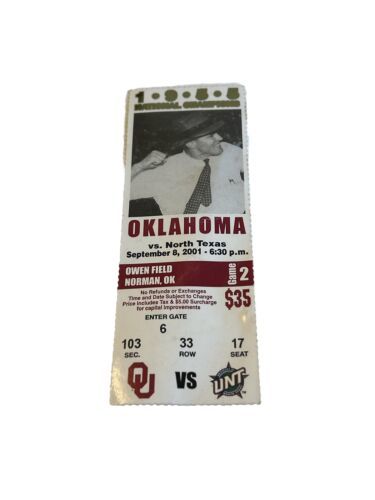 1•9•5•5
NATIONAL CHAMPIONS
OKLAHOMA
vs. North Texas
September 8, 2001 - 6:30 p.m.
OWEN FIELD
NORMAN, OK
Game 2
No Refunds or Exchanges
Time and Date Subject to Change
Price includes Tax & $5.00 Surcharge
for capital improvements
$35
ENTER GATE
6
103 33 17
SEC. ROW SEAT
OU VS UNT